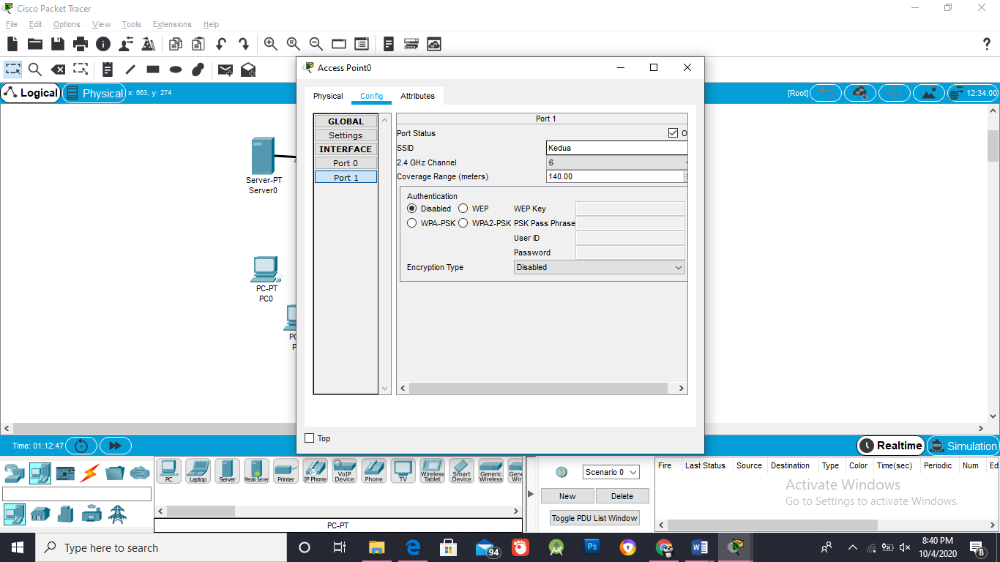 Cisco Packet Tracer
File Edit Options View Tools Extensions Help
?
Access Point0
Logical
Physical
x: 663, y: 274
[Root]
12:34:00
Physical
Config
Attributes
GLOBAL
Settings
INTERFACE
Port 0
Port 1
Port 1
Port Status
O
SSID
Kedua
2.4 GHz Channel
6
Coverage Range (meters)
140.00
Authentication
Disabled
WEP
WEP Key
WPA-PSK
WPA2-PSK
PSK Pass Phrase
User ID
Password
Encryption Type
Disabled
Top
Server-PT
Server0
PC-PT
PC0
PC
P
Time: 01:12:47
Realtime
Simulation
PC
Laptop
Server
Meraki Server
Printer
IP Phone
VoIP Device
Phone
TV
Wireless Tablet
Smart Device
Generic Wireless
Gene
Wir
PC-PT
Scenario 0
New
Delete
Toggle PDU List Window
Fire Last Status Source Destination Type Color Time(sec) Periodic Num Ed
Activate Windows
Go to Settings to activate Windows.
Type here to search
94
Ps
8:40 PM
10/4/2020
8